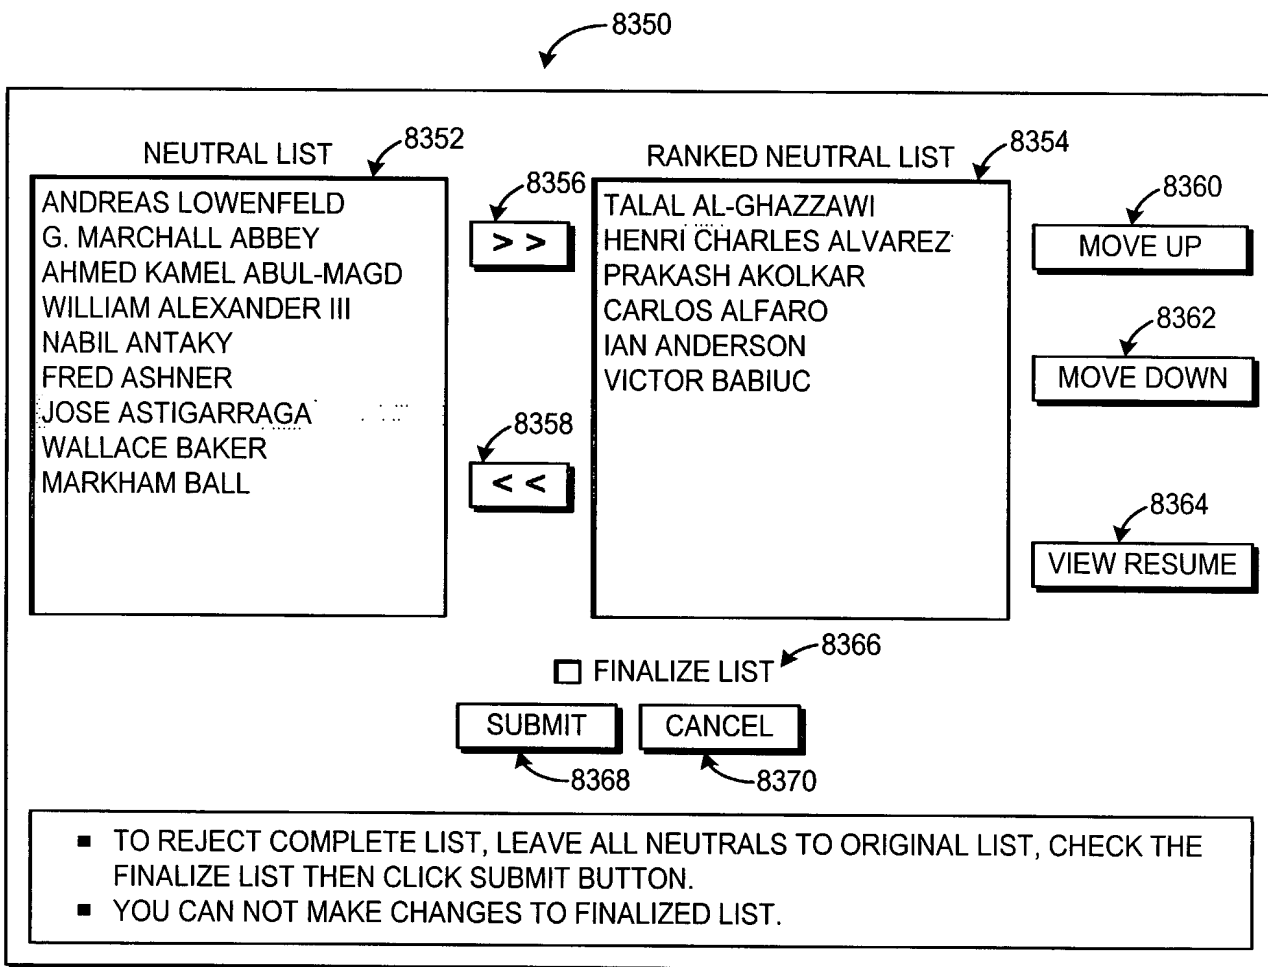 8350
NEUTRAL LIST
8352
ANDREAS LOWENFELD
G. MARCHALL ABBEY
AHMED KAMEL ABUL-MAGD
WILLIAM ALEXANDER III
NABIL ANTAKY
FRED ASHNER
JOSE ASTIGARRAGA
WALLACE BAKER
MARKHAM BALL
8356
> >
8358
< <
RANKED NEUTRAL LIST
8354
TALAL AL-GHAZZAWI
HENRI CHARLES ALVAREZ
PRAKASH AKOLKAR
CARLOS ALFARO
IAN ANDERSON
VICTOR BABIUC
8360
MOVE UP
8362
MOVE DOWN
8364
VIEW RESUME
FINALIZE LIST
8366
SUBMIT
CANCEL
8368
8370
▪ TO REJECT COMPLETE LIST, LEAVE ALL NEUTRALS TO ORIGINAL LIST, CHECK THE
FINALIZE LIST THEN CLICK SUBMIT BUTTON.
▪ YOU CAN NOT MAKE CHANGES TO FINALIZED LIST.